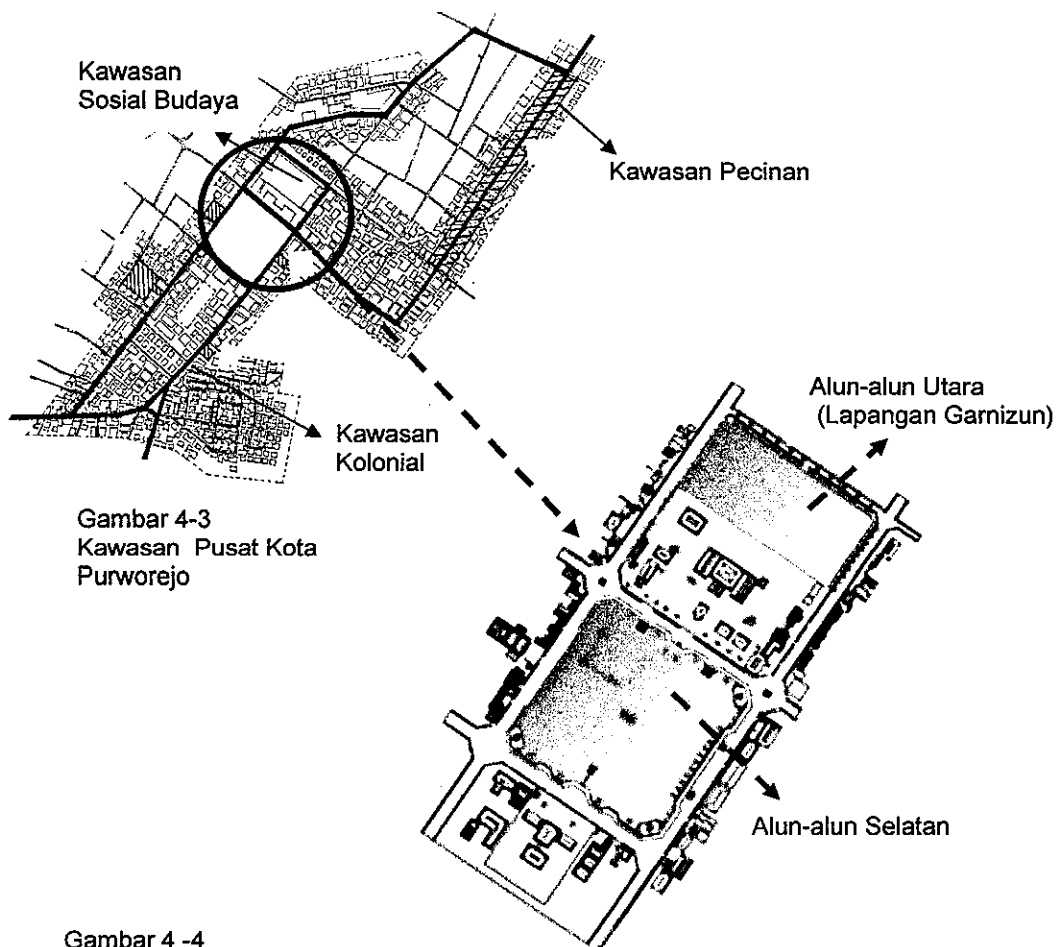 Kawasan
Sosial Budaya
Kawasan Pecinan
Kawasan
Kolonial
Gambar 4-3
Kawasan Pusat Kota
Purworejo
Alun-alun Utara
(Lapangan Garnizun)
Alun-alun Selatan
Gambar 4 -4